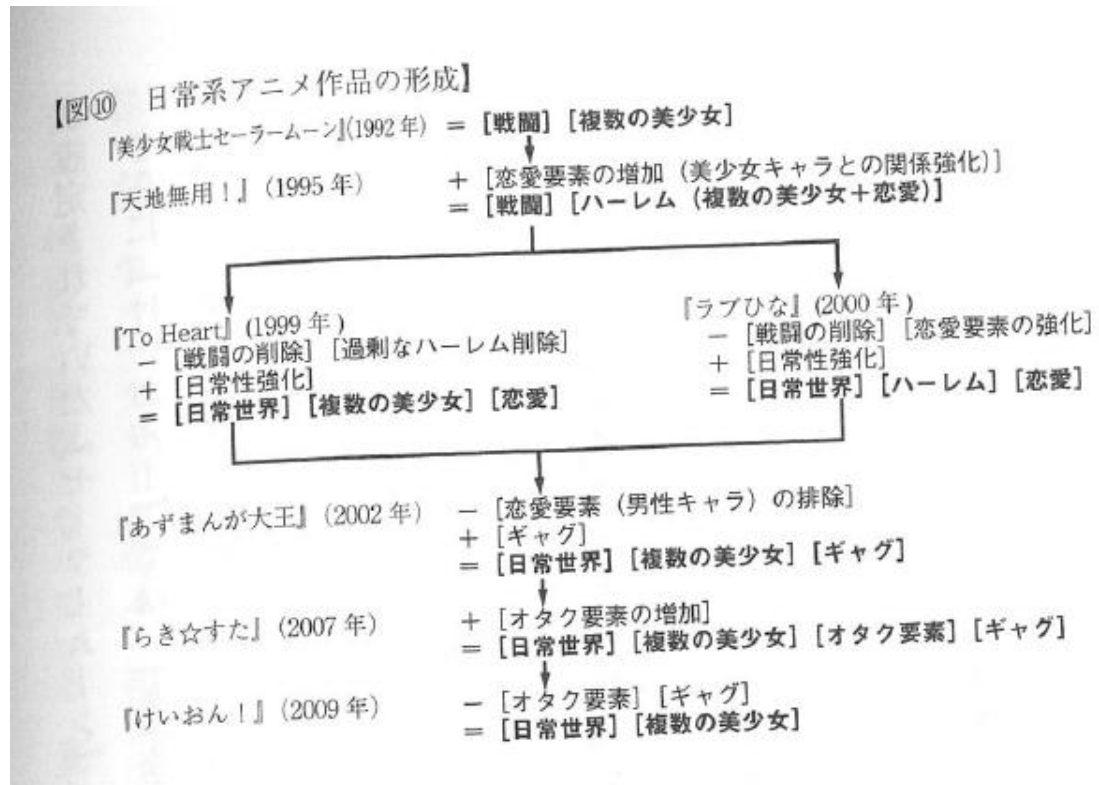 【図⑩ 日常系アニメ作品の形成】
『美少女戦士セーラームーン』(1992年) = [戦闘] [複数の美少女]
『天地無用！』(1995年) + [恋愛要素の増加（美少女キャラとの関係強化）]
= [戦闘] [ハーレム（複数の美少女＋恋愛）]
『To Heart』(1999年)
− [戦闘の削除] [過剰なハーレム削除]
+ [日常性強化]
= [日常世界] [複数の美少女] [恋愛]
『ラブひな』(2000年)
− [戦闘の削除] [恋愛要素の強化]
+ [日常性強化]
= [日常世界] [ハーレム] [恋愛]
『あずまんが大王』(2002年) − [恋愛要素（男性キャラ）の排除]
+ [ギャグ]
= [日常世界] [複数の美少女] [ギャグ]
『らき☆すた』(2007年) + [オタク要素の増加]
= [日常世界] [複数の美少女] [オタク要素] [ギャグ]
『けいおん！』(2009年) − [オタク要素] [ギャグ]
= [日常世界] [複数の美少女]